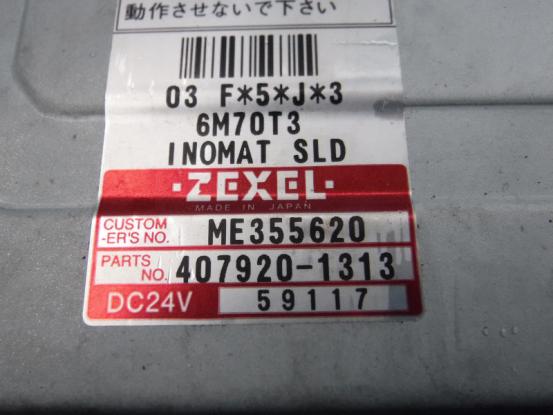 動作させないで下さい
03 F*5*J*3
6M70T3
INOMAT SLD
·ZEXEL·
MADE IN JAPAN
CUSTOM
-ER'S NO. ME355620
PARTS
NO. 407920-1313
DC24V 59117